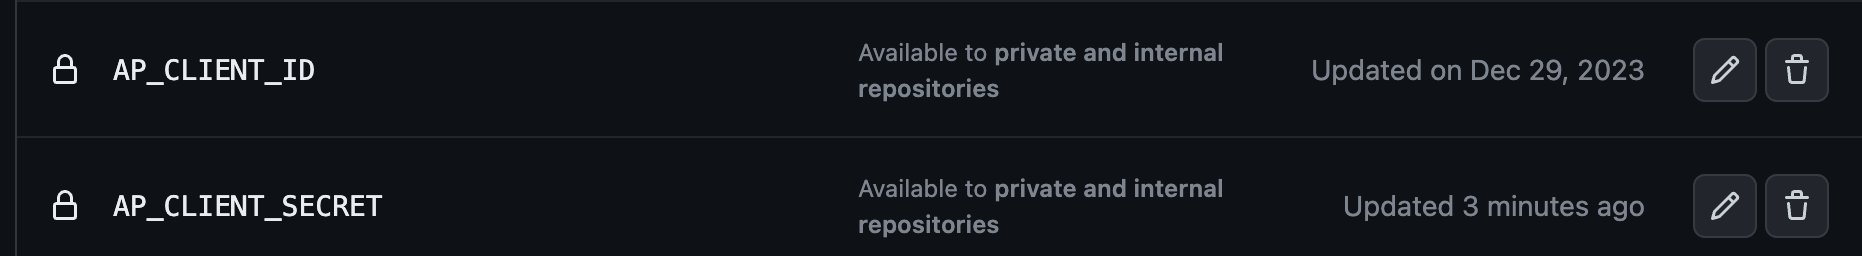 AP_CLIENT_ID
Available to private and internal
repositories
Updated on Dec 29, 2023
AP_CLIENT_SECRET
Available to private and internal
repositories
Updated 3 minutes ago